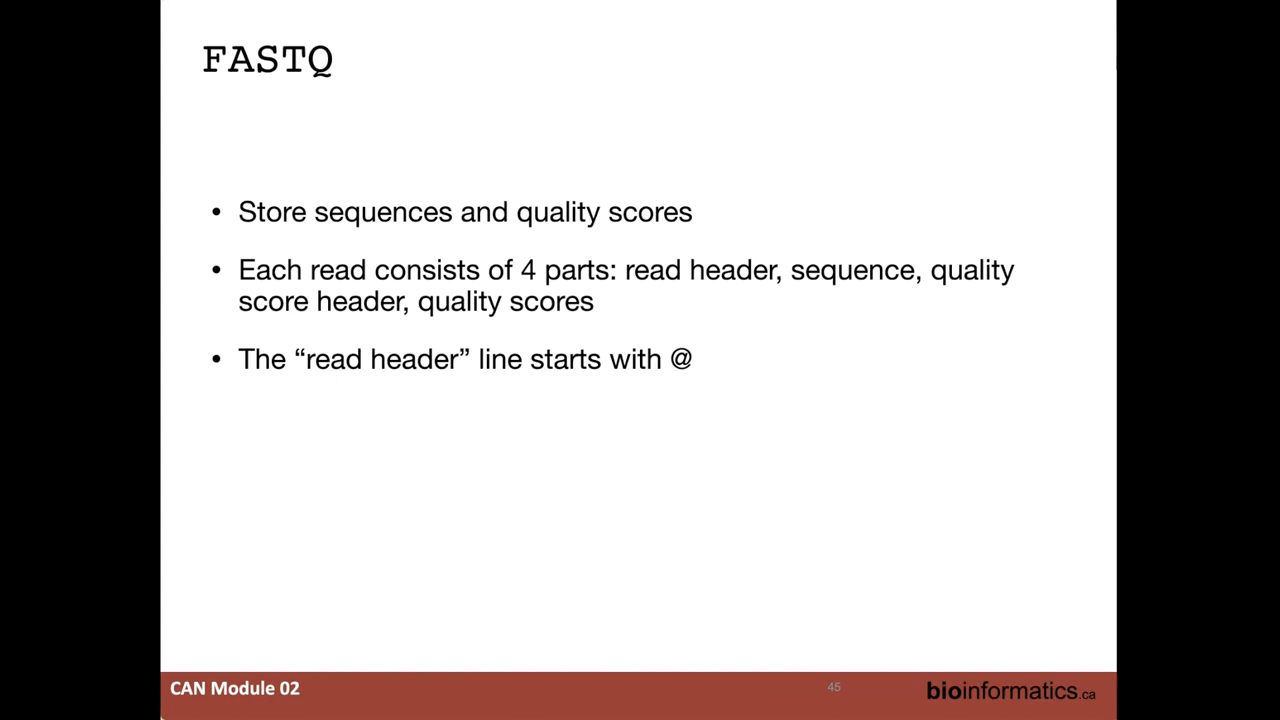 FASTQ
• Store sequences and quality scores
• Each read consists of 4 parts: read header, sequence, quality
score header, quality scores
• The “read header” line starts with @
CAN Module 02
45
bioinformatics.ca